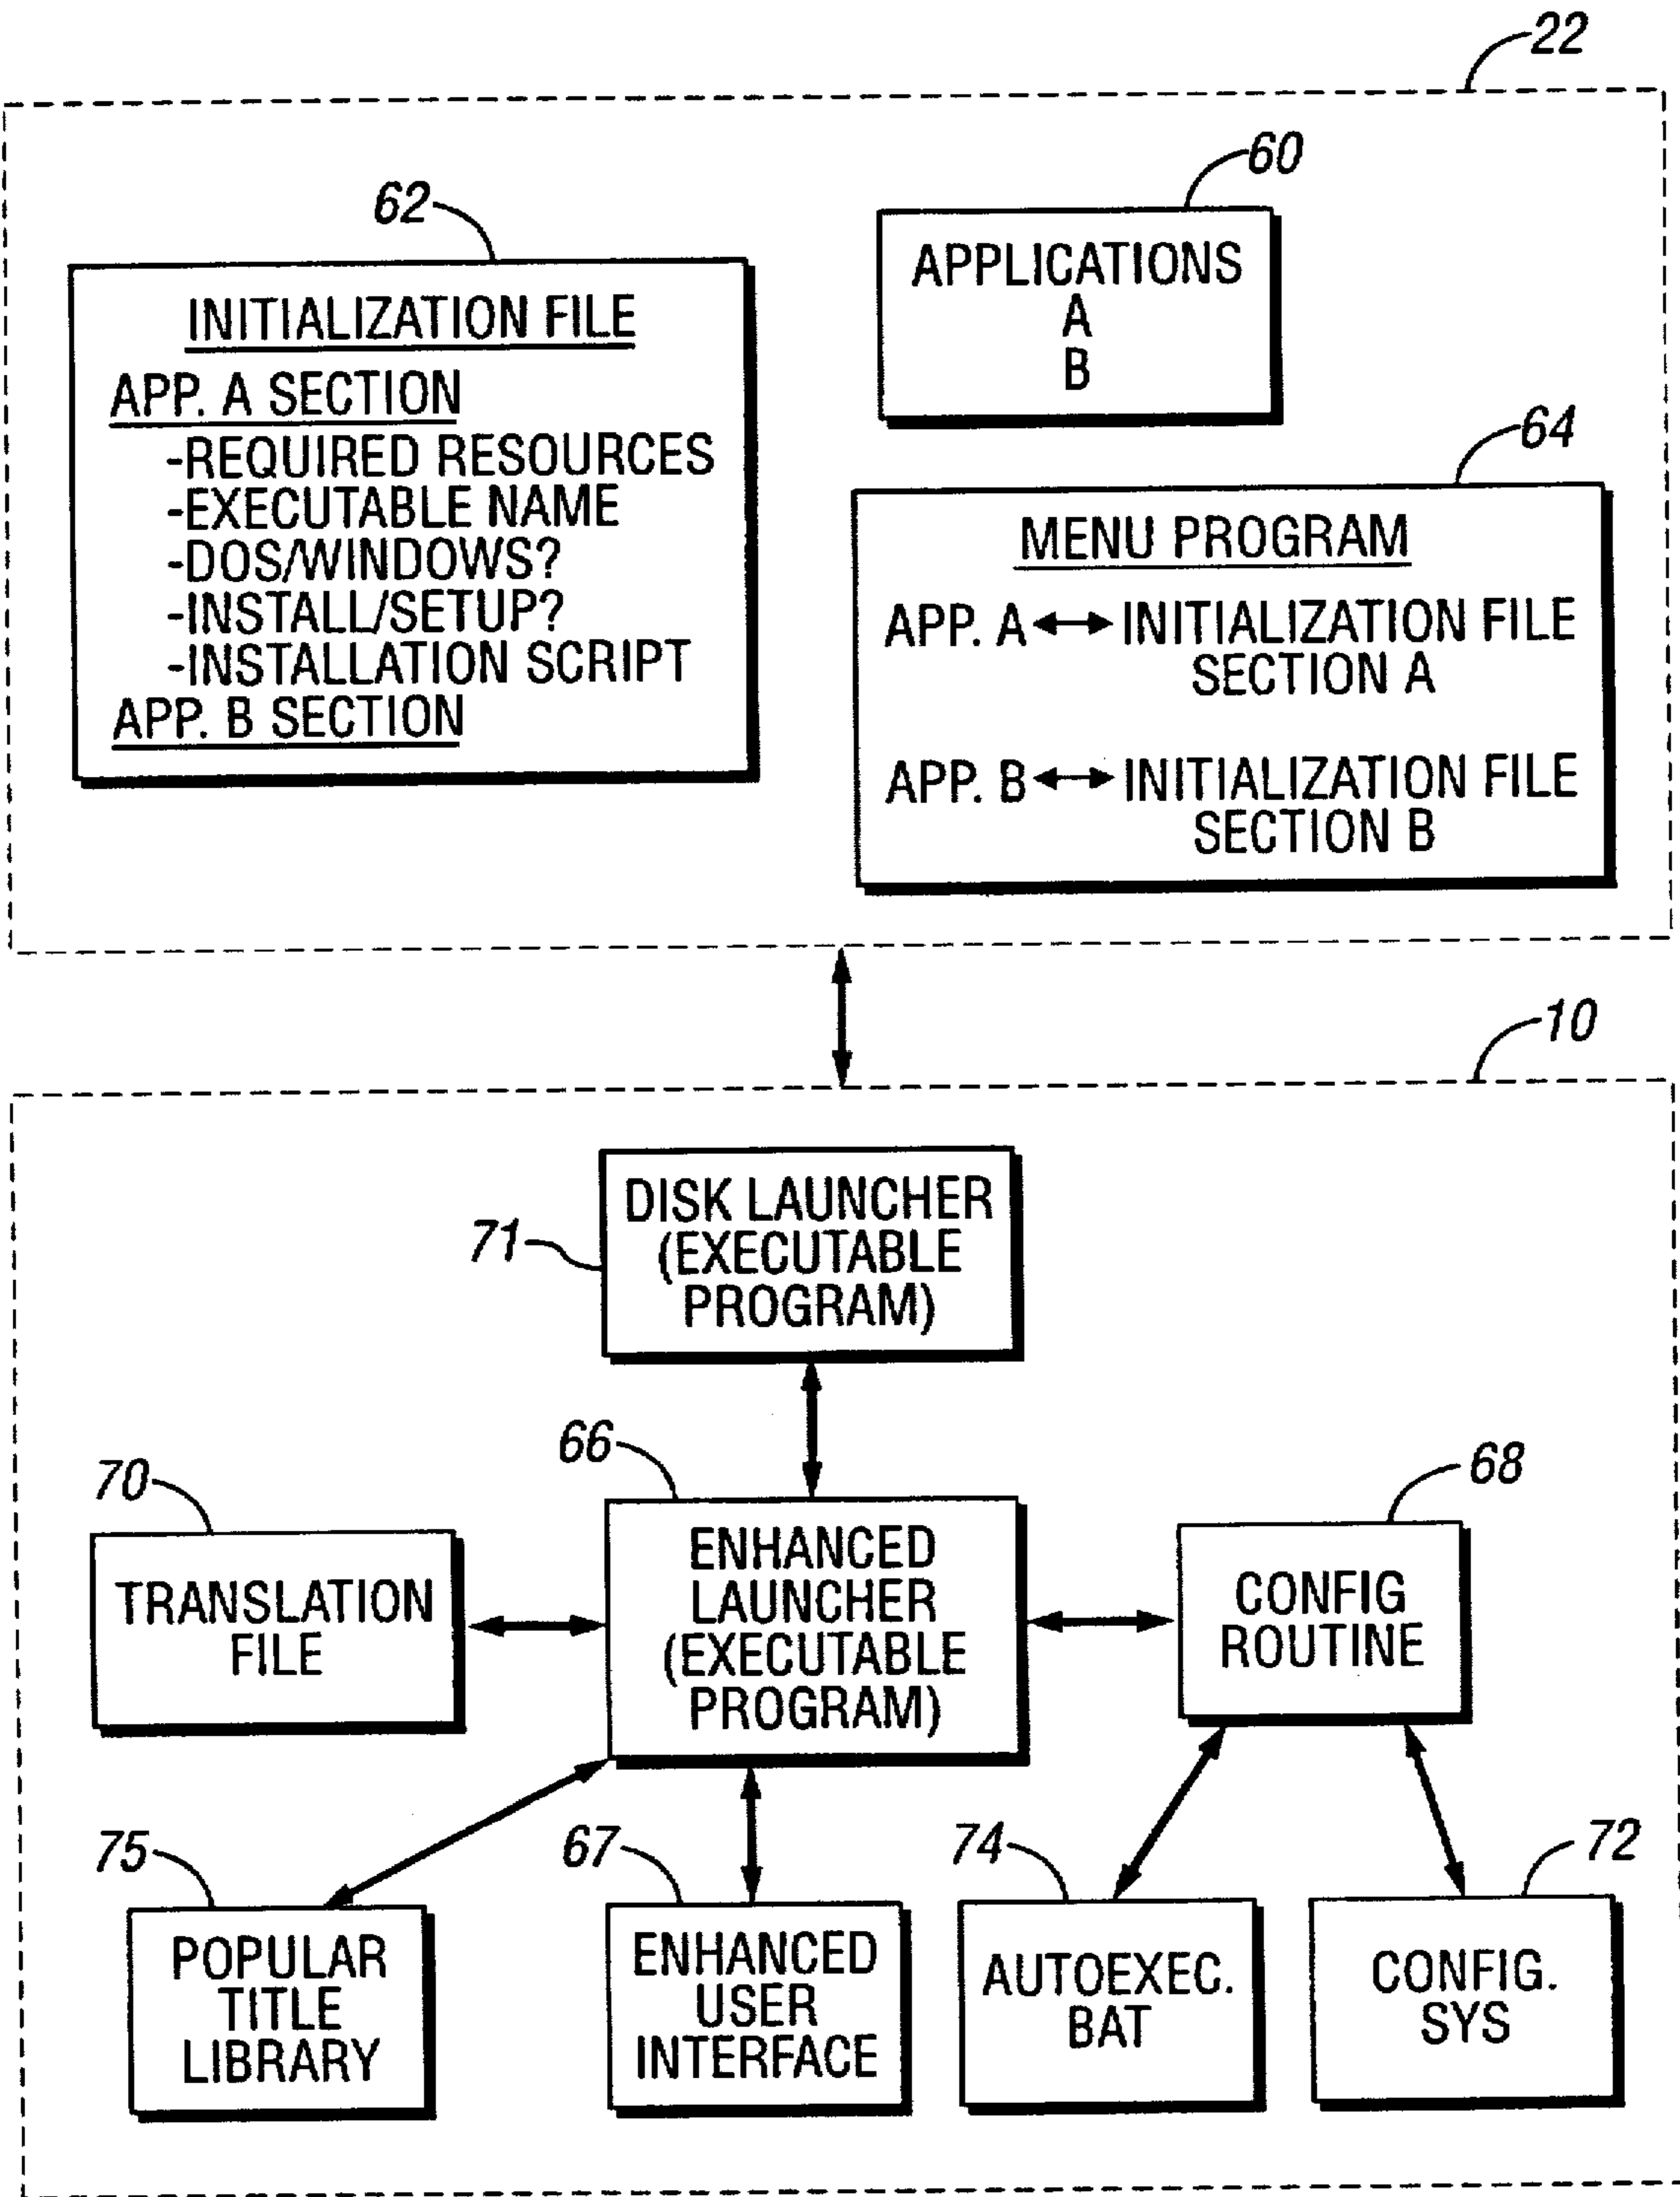 22
60
62
APPLICATIONS
A
B
INITIALIZATION FILE
APP. A SECTION
-REQUIRED RESOURCES
-EXECUTABLE NAME
-DOS/WINDOWS?
-INSTALL/SETUP?
-INSTALLATION SCRIPT
APP. B SECTION
64
MENU PROGRAM
APP. A ↔ INITIALIZATION FILE
SECTION A
APP. B ↔ INITIALIZATION FILE
SECTION B
10
71
DISK LAUNCHER
(EXECUTABLE
PROGRAM)
66
70
68
TRANSLATION
FILE
ENHANCED
LAUNCHER
(EXECUTABLE
PROGRAM)
CONFIG
ROUTINE
75
67
74
72
POPULAR
TITLE
LIBRARY
ENHANCED
USER
INTERFACE
AUTOEXEC.
BAT
CONFIG.
SYS